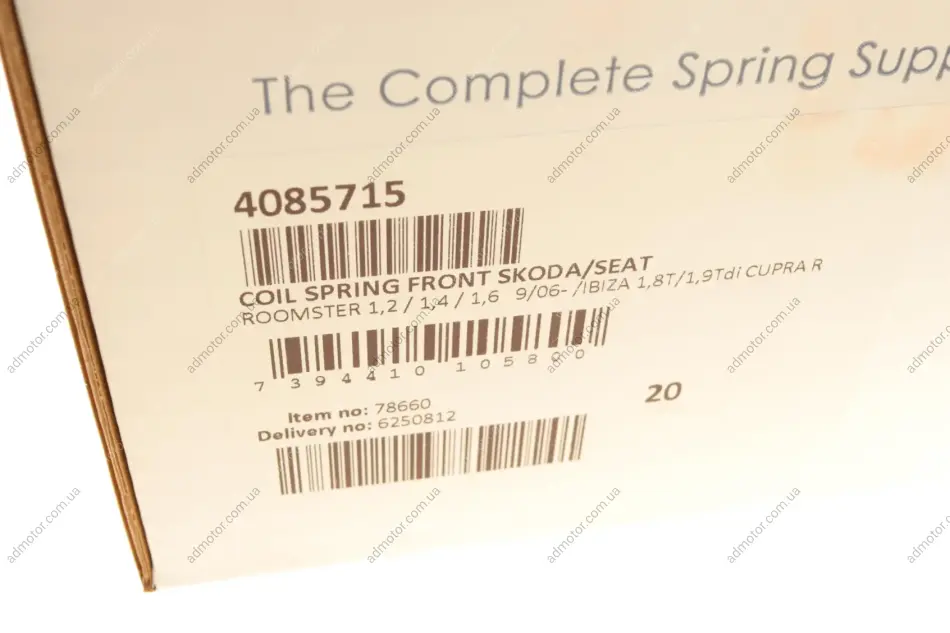 The Complete Spring Supp
4085715
COIL SPRING FRONT SKODA/SEAT
ROOMSTER 1,2 / 1,4 / 1,6 9/06- /IBIZA 1,8T/1,9Tdi CUPRA R
7 394410 105800
Item no: 78660
Delivery no: 6250812
20
admotor.com.ua